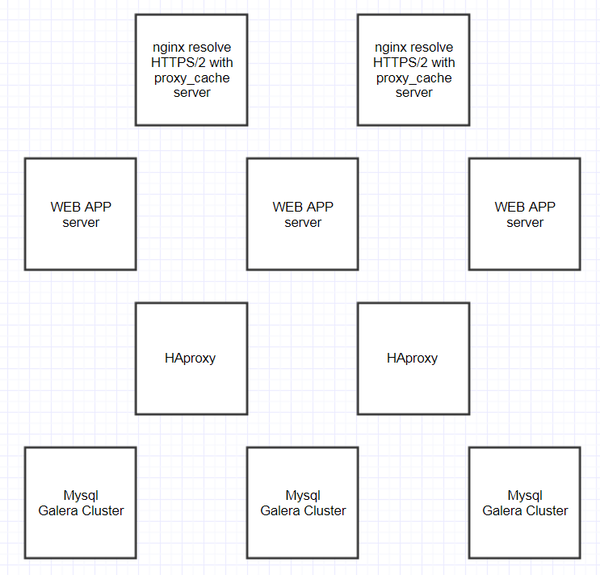 nginx resolve
HTTPS/2 with
proxy_cache
server
nginx resolve
HTTPS/2 with
proxy_cache
server
WEB APP
server
WEB APP
server
WEB APP
server
HAproxy
HAproxy
Mysql
Galera Cluster
Mysql
Galera Cluster
Mysql
Galera Cluster